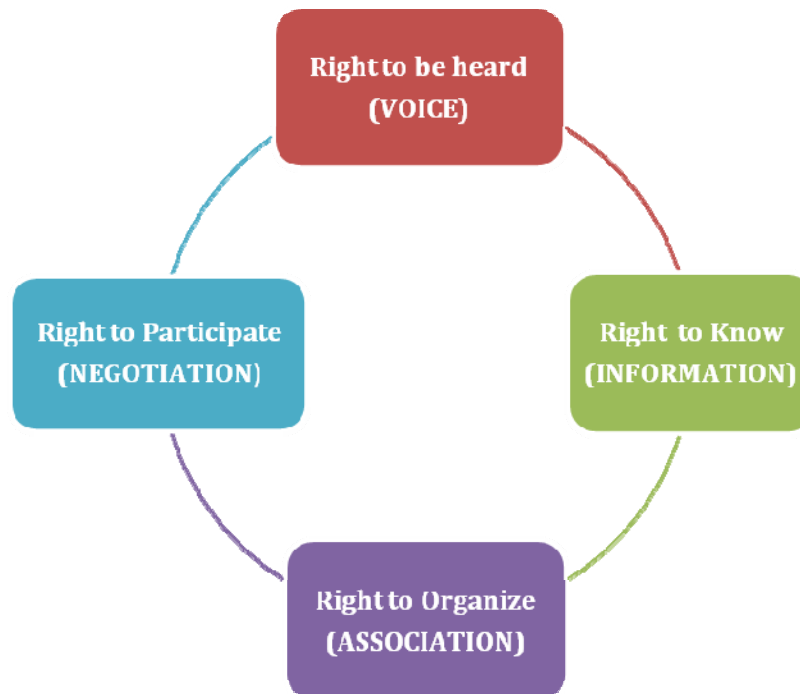 Right to be heard
(VOICE)
Right to Participate
(NEGOTIATION)
Right to Know
(INFORMATION)
Right to Organize
(ASSOCIATION)